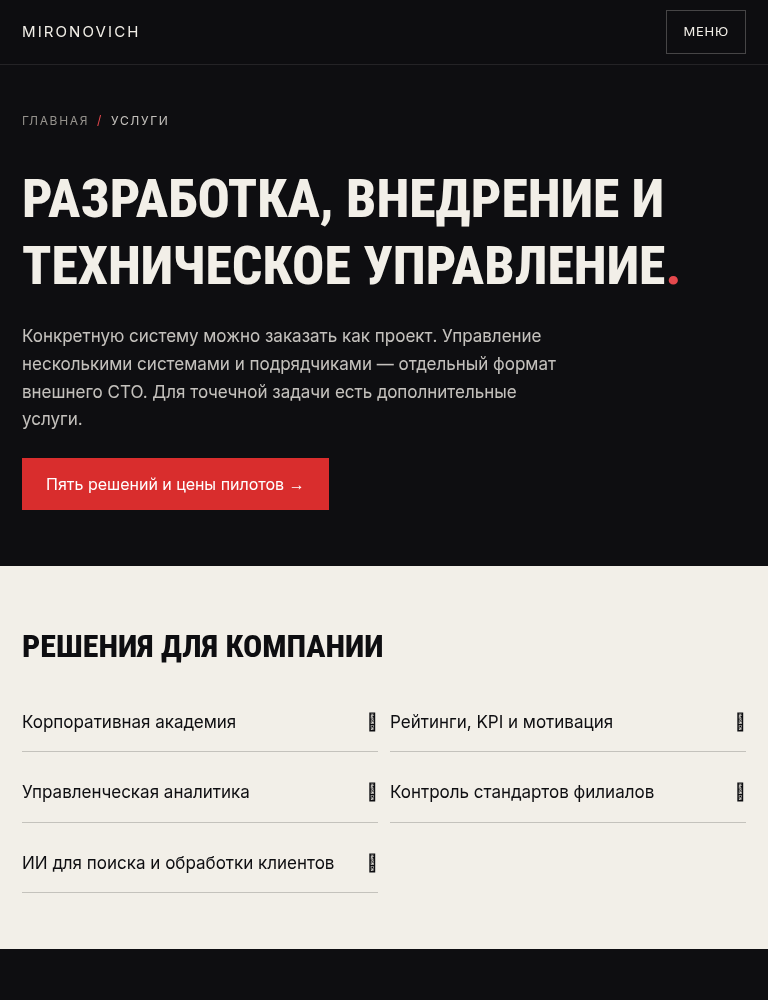 MIRONOVICH
МЕНЮ
ГЛАВНАЯ / УСЛУГИ
РАЗРАБОТКА, ВНЕДРЕНИЕ И
ТЕХНИЧЕСКОЕ УПРАВЛЕНИЕ.
Конкретную систему можно заказать как проект. Управление
несколькими системами и подрядчиками — отдельный формат
внешнего CTO. Для точечной задачи есть дополнительные
услуги.
Пять решений и цены пилотов →
РЕШЕНИЯ ДЛЯ КОМПАНИИ
Корпоративная академия
Рейтинги, KPI и мотивация
Управленческая аналитика
Контроль стандартов филиалов
ИИ для поиска и обработки клиентов